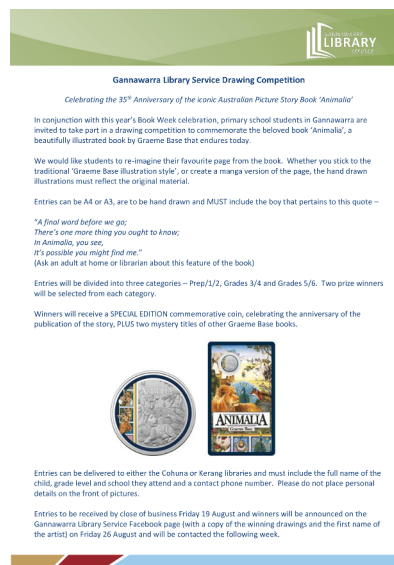 GANNAWARRA
LIBRARY
SERVICE
Gannawarra Library Service Drawing Competition
Celebrating the 35th Anniversary of the iconic Australian Picture Story Book ‘Animalia’
In conjunction with this year’s Book Week celebration, primary school students in Gannawarra are
invited to take part in a drawing competition to commemorate the beloved book ‘Animalia’, a
beautifully illustrated book by Graeme Base that endures today.
We would like students to re-imagine their favourite page from the book. Whether you stick to the
traditional ‘Graeme Base illustration style’, or create a manga version of the page, the hand drawn
illustrations must reflect the original material.
Entries can be A4 or A3, are to be hand drawn and MUST include the boy that pertains to this quote –
“A final word before we go;
There’s one more thing you ought to know;
In Animalia, you see,
It’s possible you might find me.”
(Ask an adult at home or librarian about this feature of the book)
Entries will be divided into three categories – Prep/1/2, Grades 3/4 and Grades 5/6. Two prize winners
will be selected from each category.
Winners will receive a SPECIAL EDITION commemorative coin, celebrating the anniversary of the
publication of the story, PLUS two mystery titles of other Graeme Base books.
ANIMALIA
Graeme Base
Entries can be delivered to either the Cohuna or Kerang libraries and must include the full name of the
child, grade level and school they attend and a contact phone number. Please do not place personal
details on the front of pictures.
Entries to be received by close of business Friday 19 August and winners will be announced on the
Gannawarra Library Service Facebook page (with a copy of the winning drawings and the first name of
the artist) on Friday 26 August and will be contacted the following week.